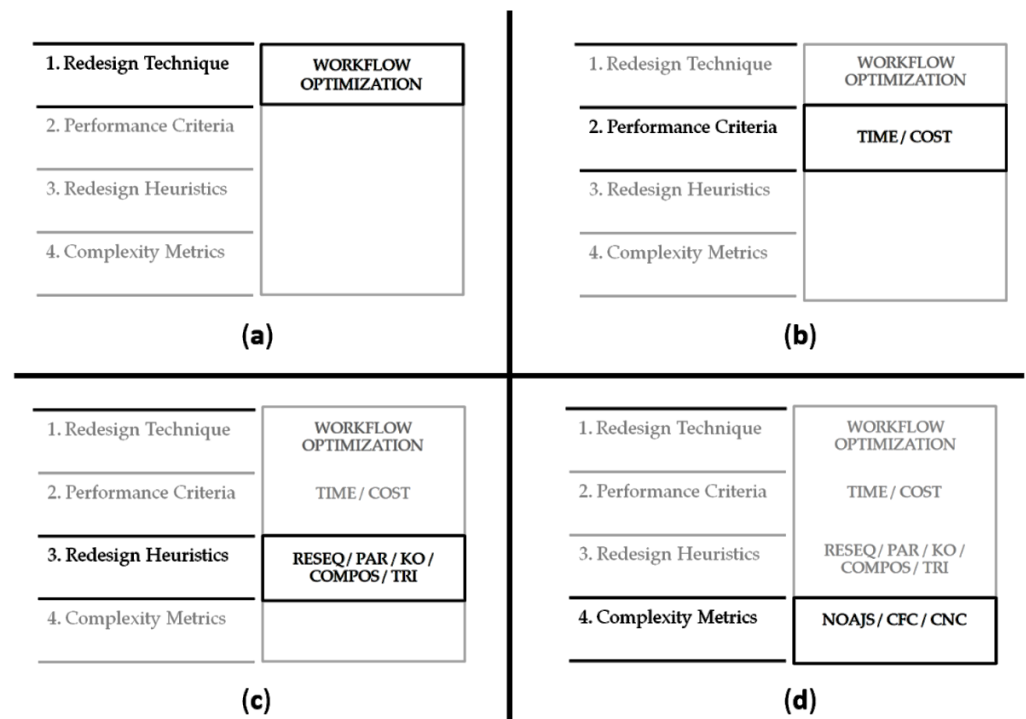 1. Redesign Technique
WORKFLOW
OPTIMIZATION
2. Performance Criteria
3. Redesign Heuristics
4. Complexity Metrics
(a)
1. Redesign Technique
WORKFLOW
OPTIMIZATION
2. Performance Criteria
TIME / COST
3. Redesign Heuristics
4. Complexity Metrics
(b)
1. Redesign Technique
WORKFLOW
OPTIMIZATION
2. Performance Criteria
TIME / COST
3. Redesign Heuristics
RESEQ / PAR / KO /
COMPOS / TRI
4. Complexity Metrics
(c)
1. Redesign Technique
WORKFLOW
OPTIMIZATION
2. Performance Criteria
TIME / COST
3. Redesign Heuristics
RESEQ / PAR / KO /
COMPOS / TRI
4. Complexity Metrics
NOAJS / CFC / CNC
(d)